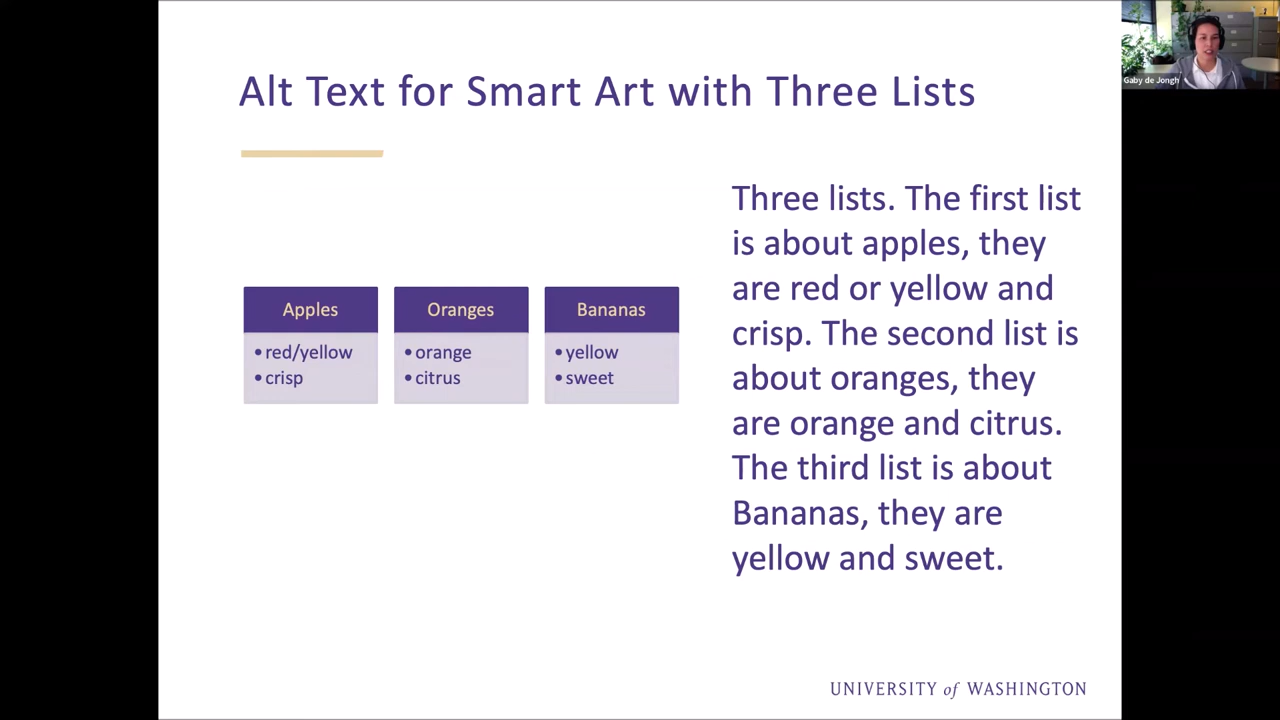 Alt Text for Smart Art with Three Lists
Apples
• red/yellow
• crisp
Oranges
• orange
• citrus
Bananas
• yellow
• sweet
Three lists. The first list
is about apples, they
are red or yellow and
crisp. The second list is
about oranges, they
are orange and citrus.
The third list is about
Bananas, they are
yellow and sweet.
UNIVERSITY of WASHINGTON
Gaby de Jongh